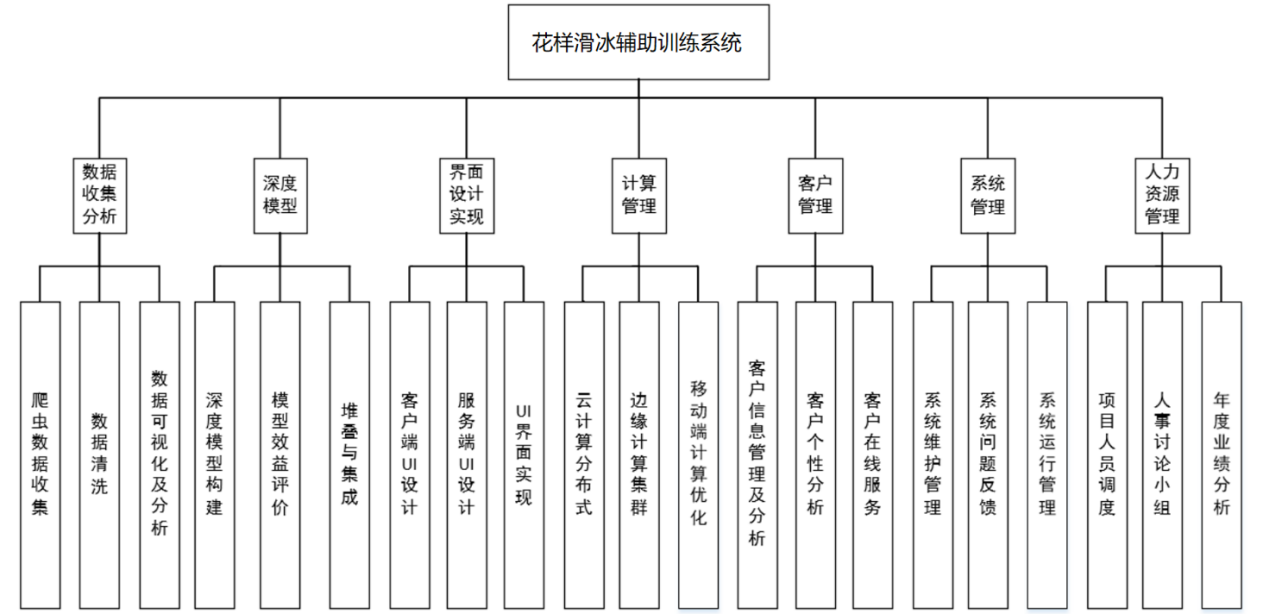 花样滑冰辅助训练系统
数据
收集
分析
深度
模型
界面
设计
实现
计算
管理
客户
管理
系统
管理
人力
资源
管理
爬虫数据收集
数据清洗
数据可视化及分析
深度模型构建
模型效益评价
堆叠与集成
客户端UI设计
服务端UI设计
UI界面实现
云计算分布式
边缘计算集群
移动端计算优化
客户信息管理及分析
客户个性分析
客户在线服务
系统维护管理
系统问题反馈
系统运行管理
项目人员调度
人事讨论小组
年度业绩分析